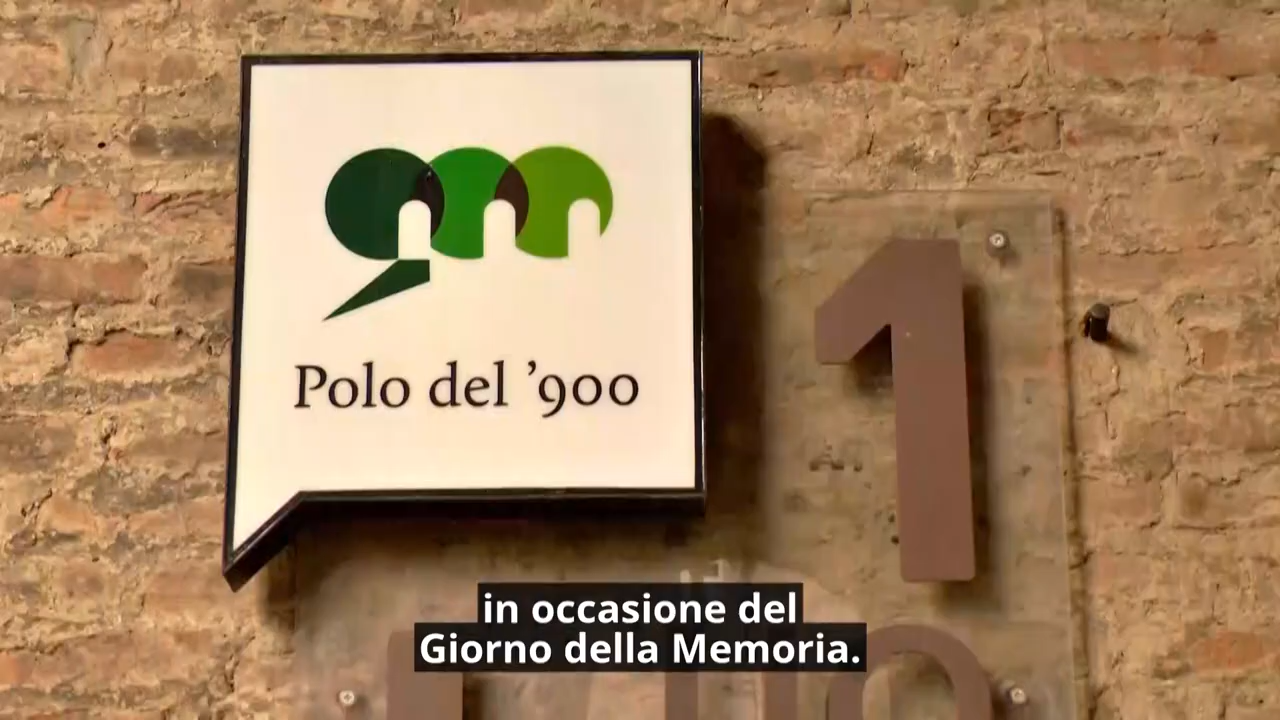 Polo del ’900
1
in occasione del
Giorno della Memoria.